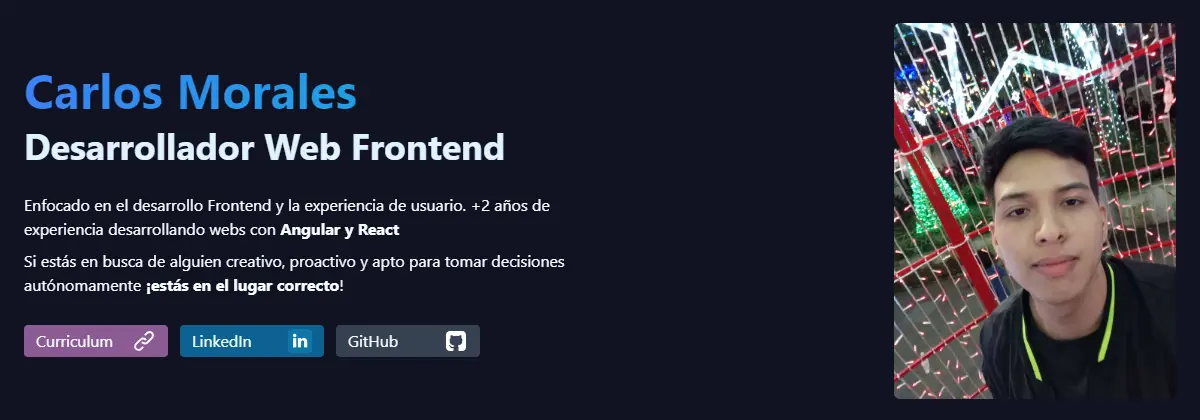 Carlos Morales
Desarrollador Web Frontend
Enfocado en el desarrollo Frontend y la experiencia de usuario. +2 años de
experiencia desarrollando webs con Angular y React
Si estás en busca de alguien creativo, proactivo y apto para tomar decisiones
autónomamente ¡estás en el lugar correcto!
Curriculum
LinkedIn in
GitHub